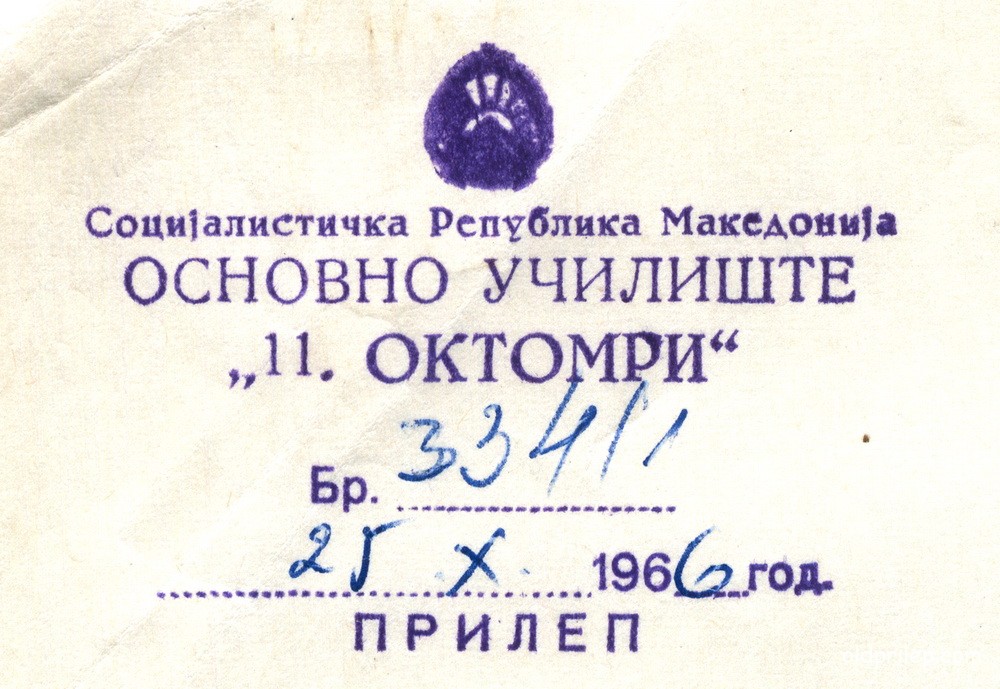 Социјалистичка Република Македонија
ОСНОВНО УЧИЛИШТЕ
„11. ОКТОМРИ“
Бр. 334/1
25 X. 1966 год.
ПРИЛЕП